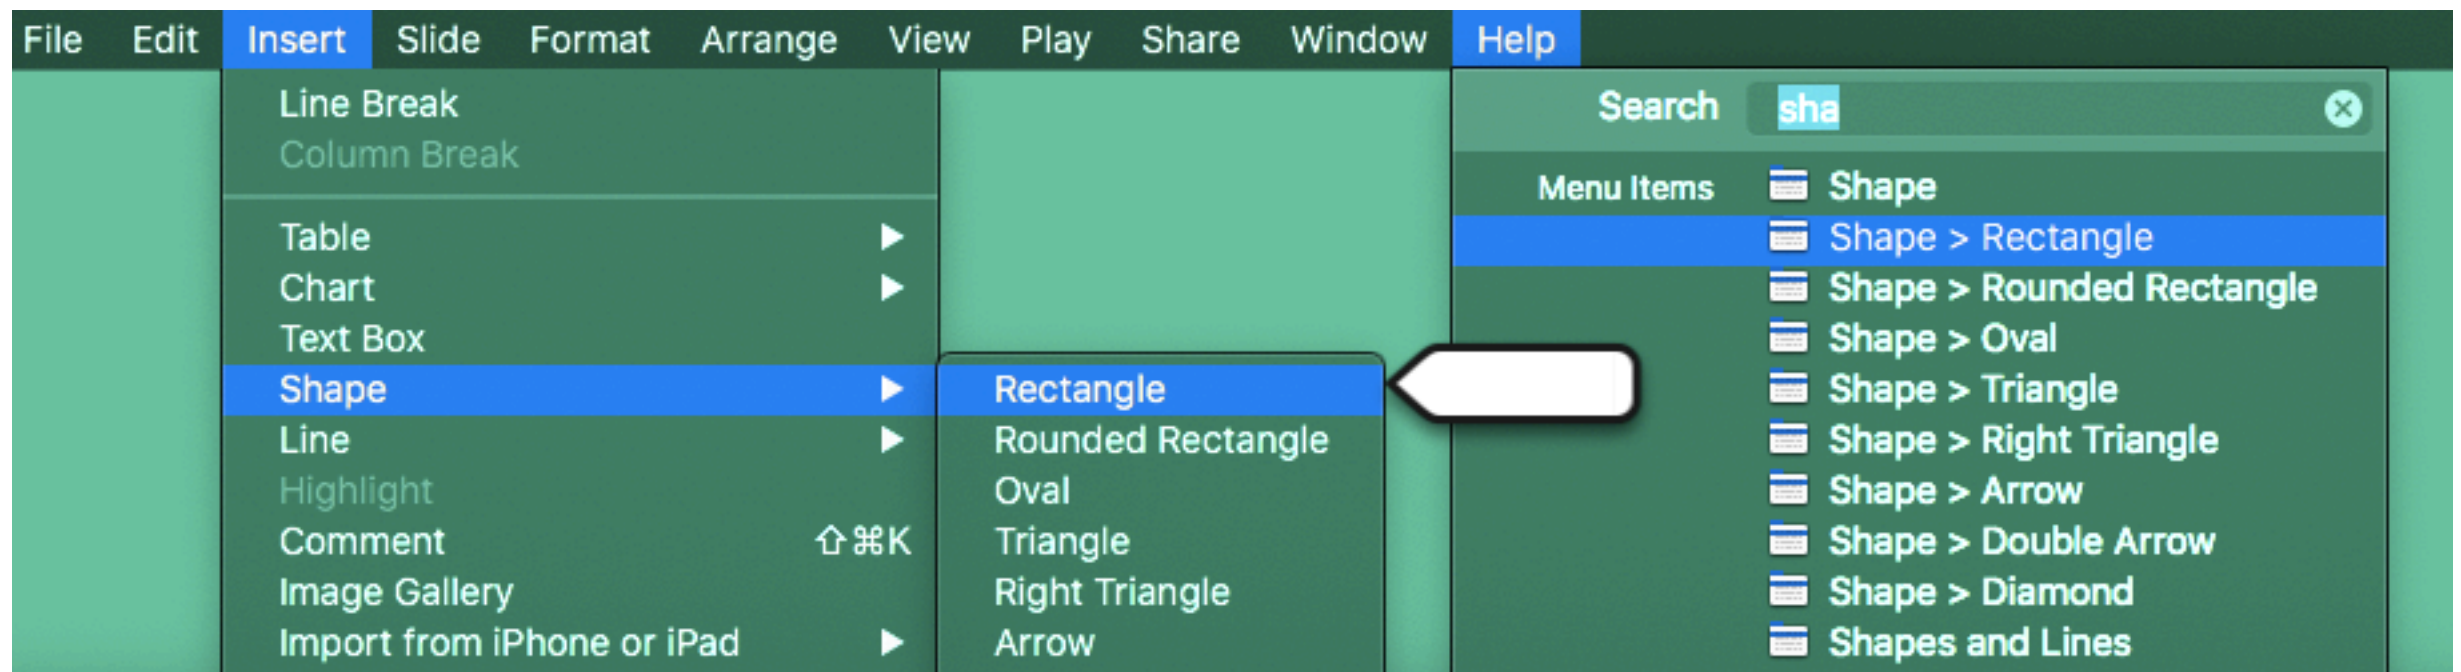 File Edit Insert Slide Format Arrange View Play Share Window Help
Line Break
Column Break
Table
Chart
Text Box
Shape
Line
Highlight
Comment ⇧⌘K
Image Gallery
Import from iPhone or iPad
Rectangle
Rounded Rectangle
Oval
Triangle
Right Triangle
Arrow
Search sha
Menu Items Shape
Shape > Rectangle
Shape > Rounded Rectangle
Shape > Oval
Shape > Triangle
Shape > Right Triangle
Shape > Arrow
Shape > Double Arrow
Shape > Diamond
Shapes and Lines